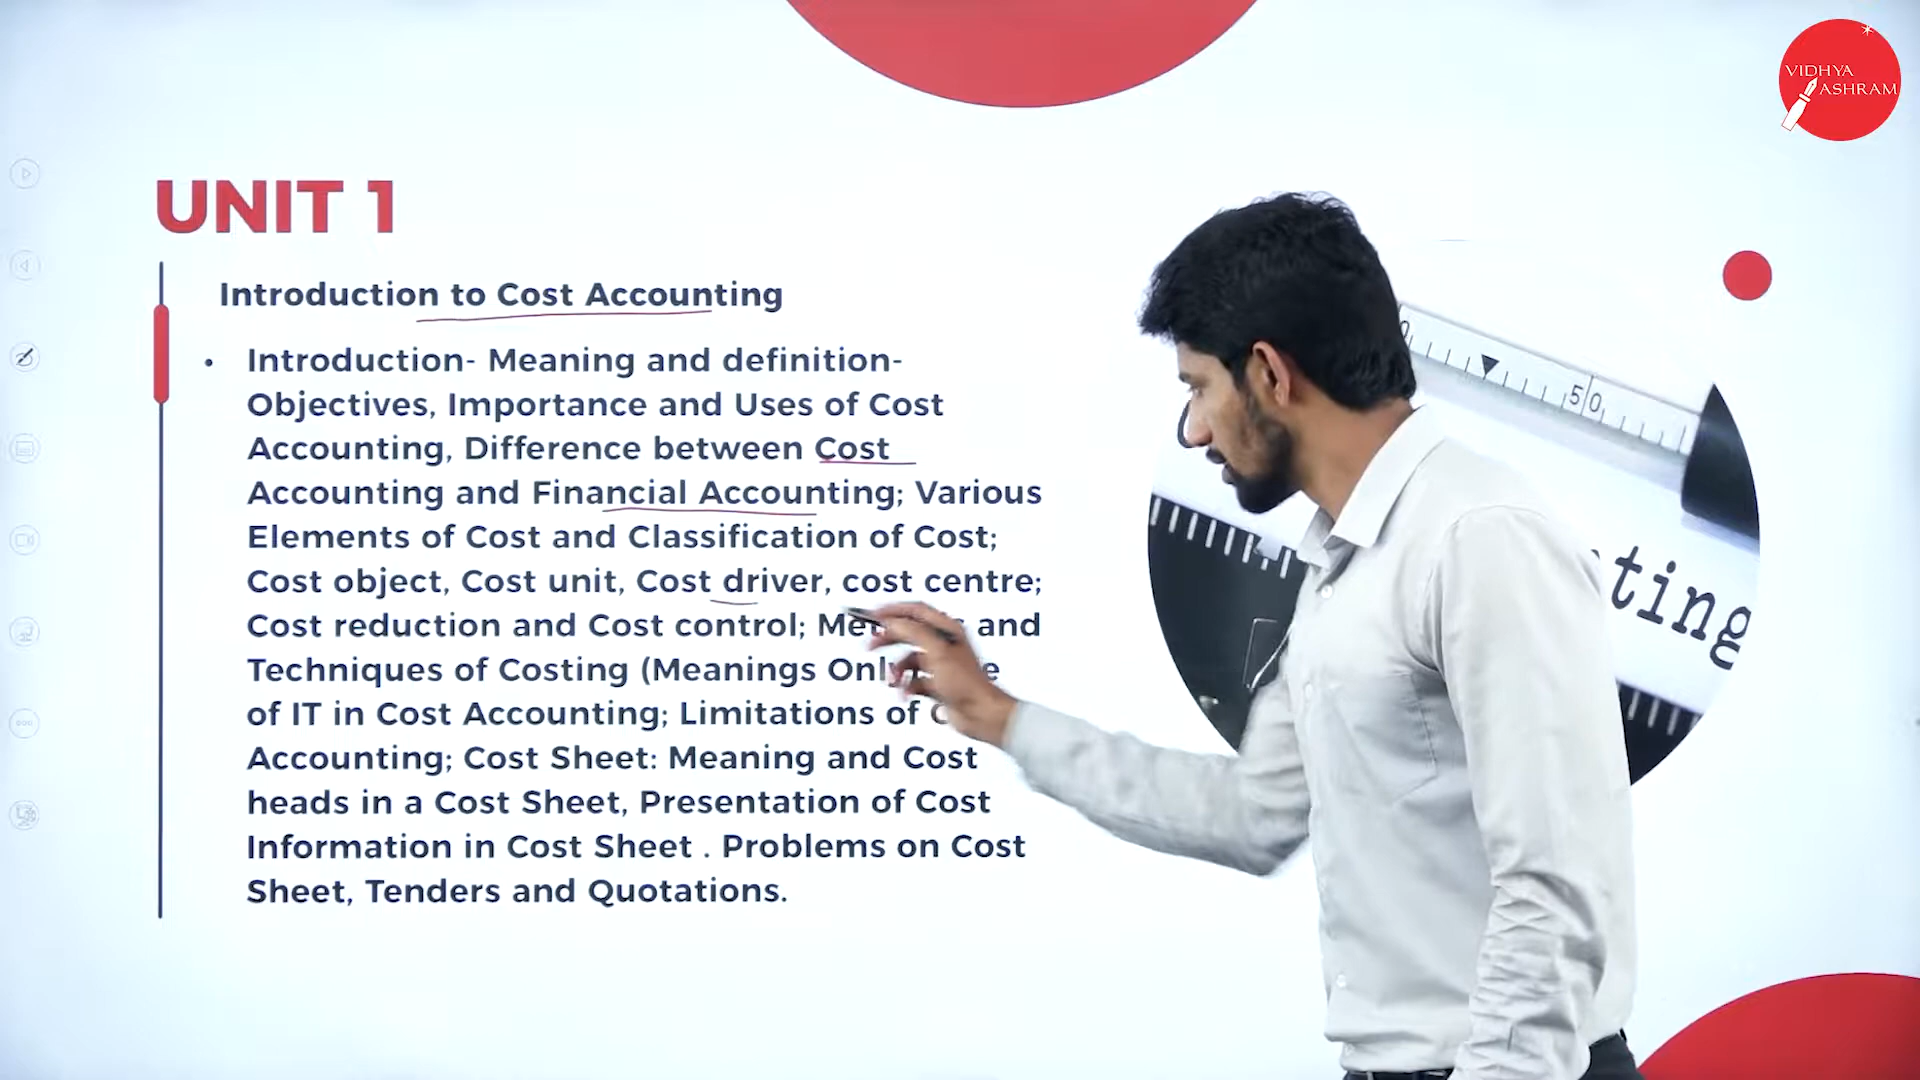 VIDHYA
ASHRAM
UNIT 1
Introduction to Cost Accounting
• Introduction- Meaning and definition-
Objectives, Importance and Uses of Cost
Accounting, Difference between Cost
Accounting and Financial Accounting; Various
Elements of Cost and Classification of Cost;
Cost object, Cost unit, Cost driver, cost centre;
Cost reduction and Cost control; and
Techniques of Costing (Meanings
of IT in Cost Accounting; Limitations of
Accounting; Cost Sheet: Meaning and Cost
heads in a Cost Sheet, Presentation of Cost
Information in Cost Sheet . Problems on Cost
Sheet, Tenders and Quotations.
50
ting